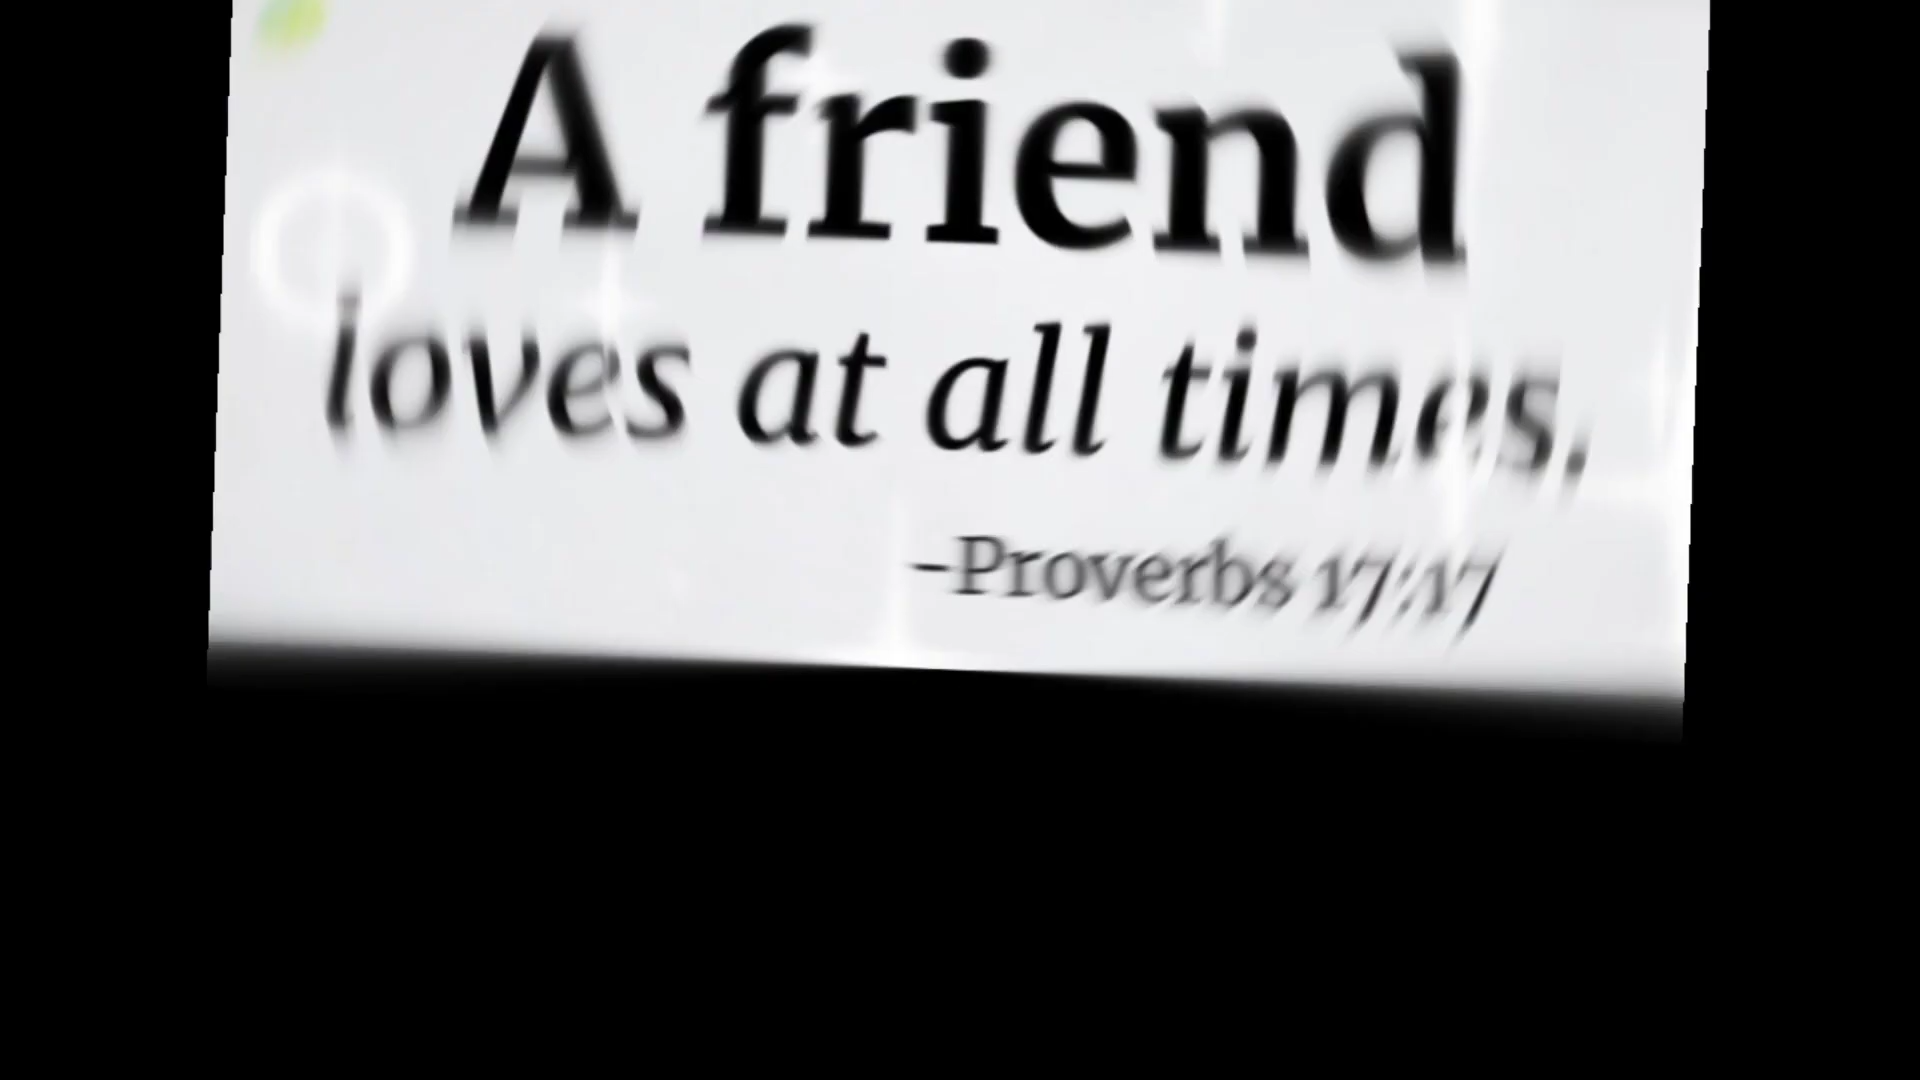 A friend
loves at all times.
–Proverbs 17:17